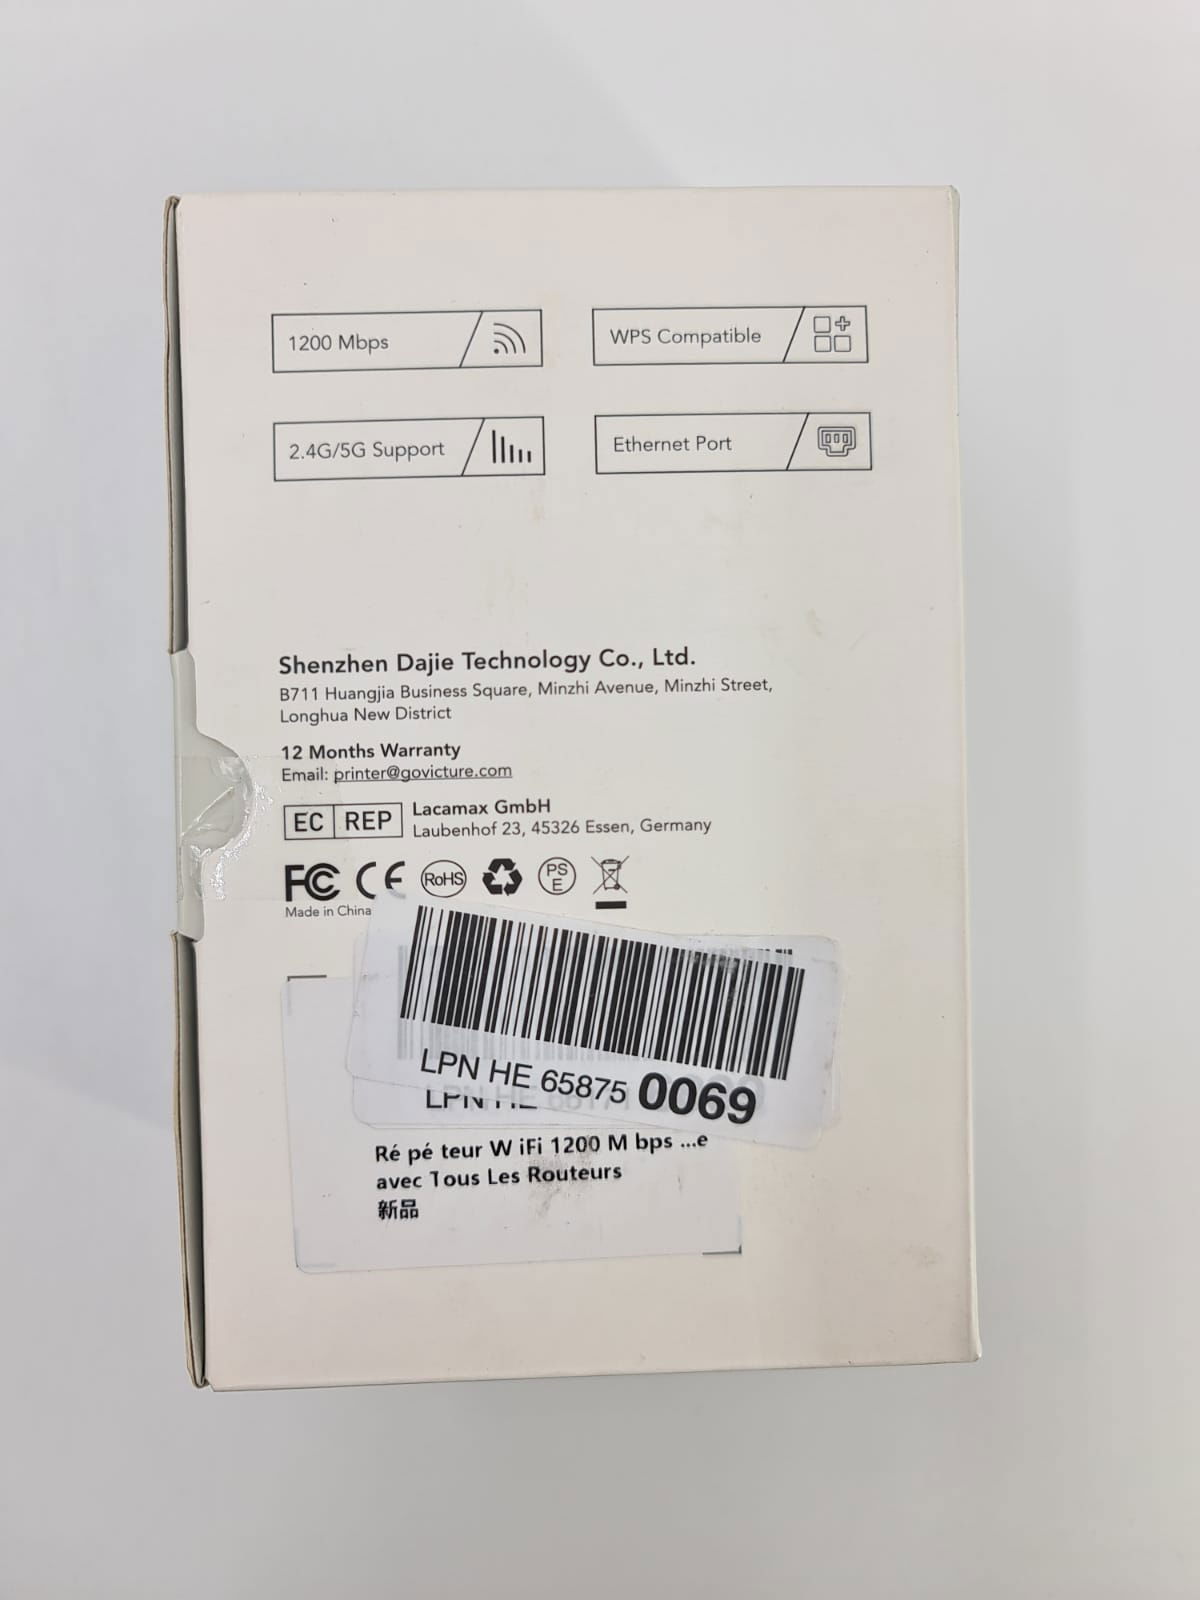 1200 Mbps
WPS Compatible
2.4G/5G Support
Ethernet Port
Shenzhen Dajie Technology Co., Ltd.
B711 Huangjia Business Square, Minzhi Avenue, Minzhi Street,
Longhua New District
12 Months Warranty
Email: printer@govicture.com
EC REP
Lacamax GmbH
Laubenhof 23, 45326 Essen, Germany
FC CE RoHS PS E
Made in China
LPN HE 65875 0069
LPN HE
Ré pé teur W iFi 1200 M bps ...e
avec Tous Les Routeurs
新品